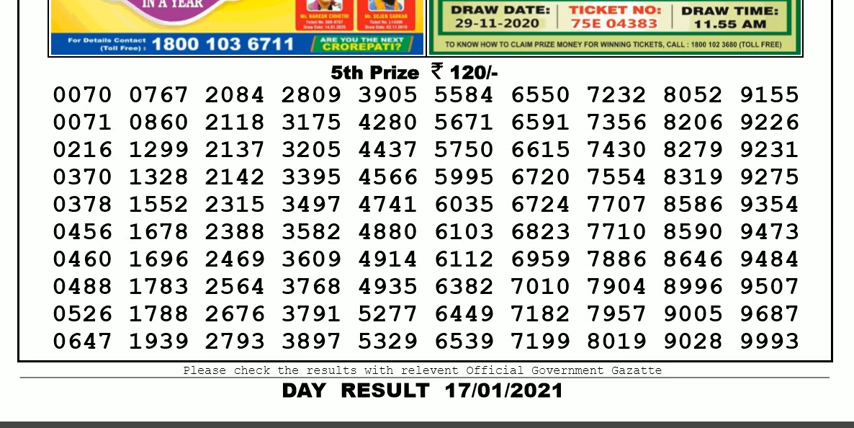 IN A YEAR
Mr. NARESH CHHETRI
Mr. SUJEN SARKAR
For Details Contact
(Toll Free) : 1800 103 6711
ARE YOU THE NEXT
CROREPATI?
DRAW DATE: TICKET NO: DRAW TIME:
29-11-2020 75E 04383 11.55 AM
TO KNOW HOW TO CLAIM PRIZE MONEY FOR WINNING TICKETS, CALL : 1800 102 3680 (TOLL FREE)
5th Prize ₹ 120/-
0070 0767 2084 2809 3905 5584 6550 7232 8052 9155
0071 0860 2118 3175 4280 5671 6591 7356 8206 9226
0216 1299 2137 3205 4437 5750 6615 7430 8279 9231
0370 1328 2142 3395 4566 5995 6720 7554 8319 9275
0378 1552 2315 3497 4741 6035 6724 7707 8586 9354
0456 1678 2388 3582 4880 6103 6823 7710 8590 9473
0460 1696 2469 3609 4914 6112 6959 7886 8646 9484
0488 1783 2564 3768 4935 6382 7010 7904 8996 9507
0526 1788 2676 3791 5277 6449 7182 7957 9005 9687
0647 1939 2793 3897 5329 6539 7199 8019 9028 9993
Please check the results with relevent Official Government Gazatte
DAY RESULT 17/01/2021